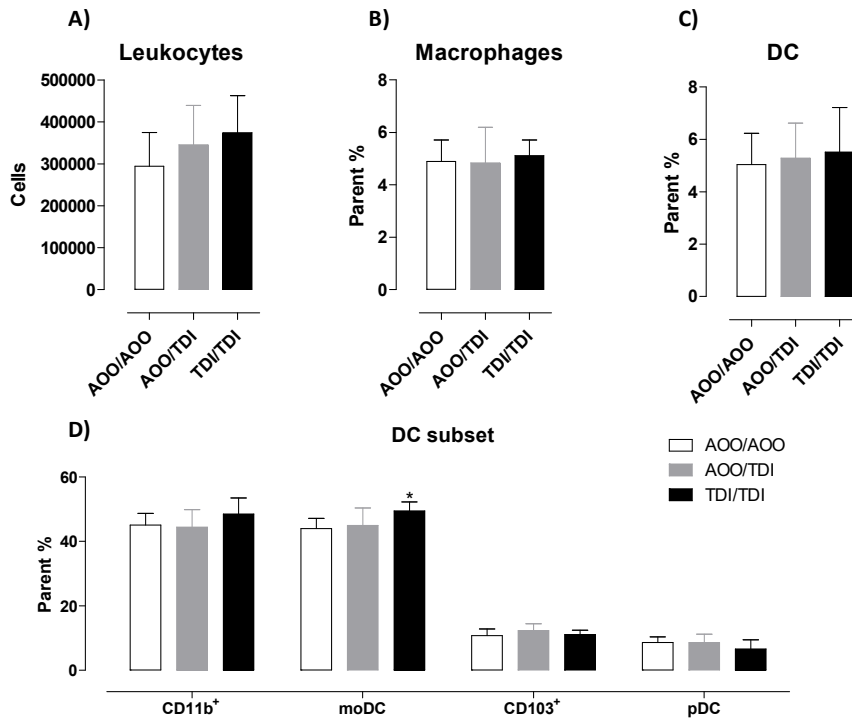 A)
Leukocytes
500000
400000
300000
200000
100000
0
Cells
AOO/AOO
AOO/TDI
TDI/TDI
B)
Macrophages
8
6
4
2
0
Parent %
AOO/AOO
AOO/TDI
TDI/TDI
C)
DC
8
6
4
2
0
Parent %
AOO/AOO
AOO/TDI
TDI/TDI
D)
DC subset
AOO/AOO
AOO/TDI
TDI/TDI
60
40
20
0
Parent %
*
CD11b⁺
moDC
CD103⁺
pDC